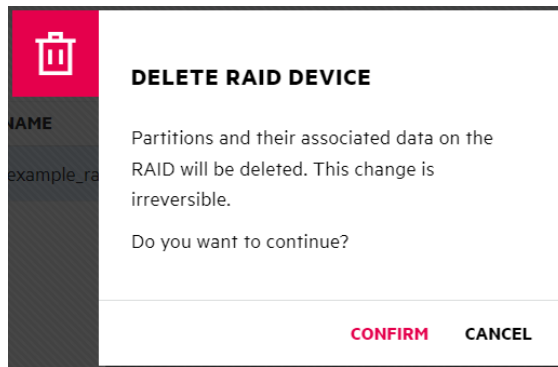 DELETE RAID DEVICE
NAME
Partitions and their associated data on the
example_ra
RAID will be deleted. This change is
irreversible.
Do you want to continue?
CONFIRM CANCEL